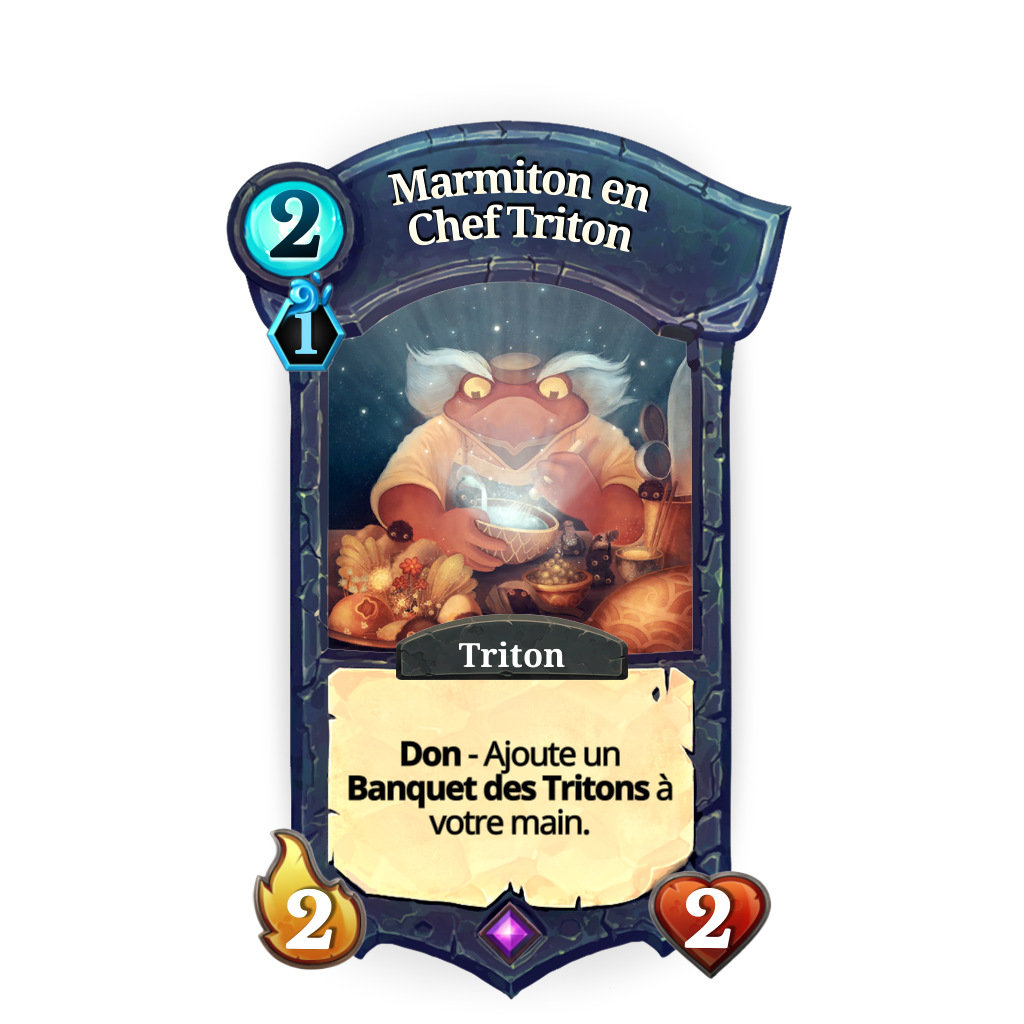 2
Marmiton en
Chef Triton
1
Triton
Don - Ajoute un
Banquet des Tritons à
votre main.
2
2